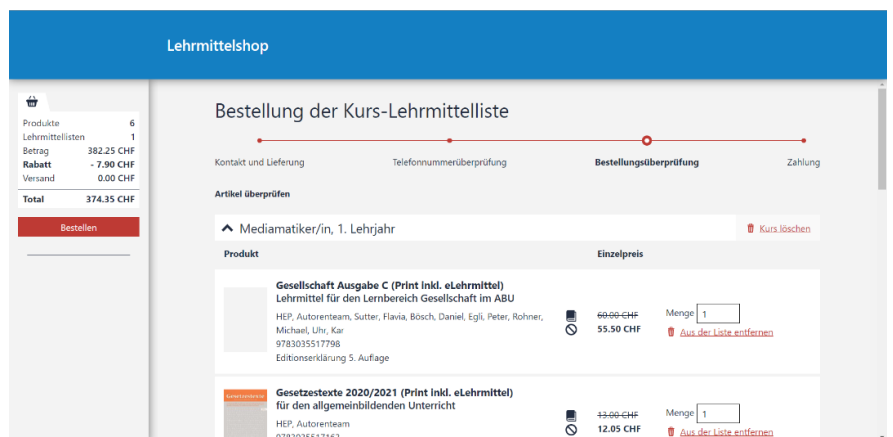 Lehrmittelshop
Produkte 6
Lehrmittellisten 1
Betrag 382.25 CHF
Rabatt - 7.90 CHF
Versand 0.00 CHF
Total 374.35 CHF
Bestellen
Bestellung der Kurs-Lehrmittelliste
Kontakt und Lieferung Telefonnummerüberprüfung Bestellungsüberprüfung Zahlung
Artikel überprüfen
Mediamatiker/in, 1. Lehrjahr Kurs löschen
Produkt Einzelpreis
Gesellschaft Ausgabe C (Print inkl. eLehrmittel)
Lehrmittel für den Lernbereich Gesellschaft im ABU
HEP, Autorenteam, Sutter, Flavia, Bösch, Daniel, Egli, Peter, Rohner,
Michael, Uhr, Kar
9783035517798
Editionserklärung 5. Auflage
60.00 CHF
55.50 CHF
Menge 1
Aus der Liste entfernen
Gesetzestexte 2020/2021 (Print inkl. eLehrmittel)
für den allgemeinbildenden Unterricht
HEP, Autorenteam
9783035517163
13.00 CHF
12.05 CHF
Menge 1
Aus der Liste entfernen
Gesetzestexte